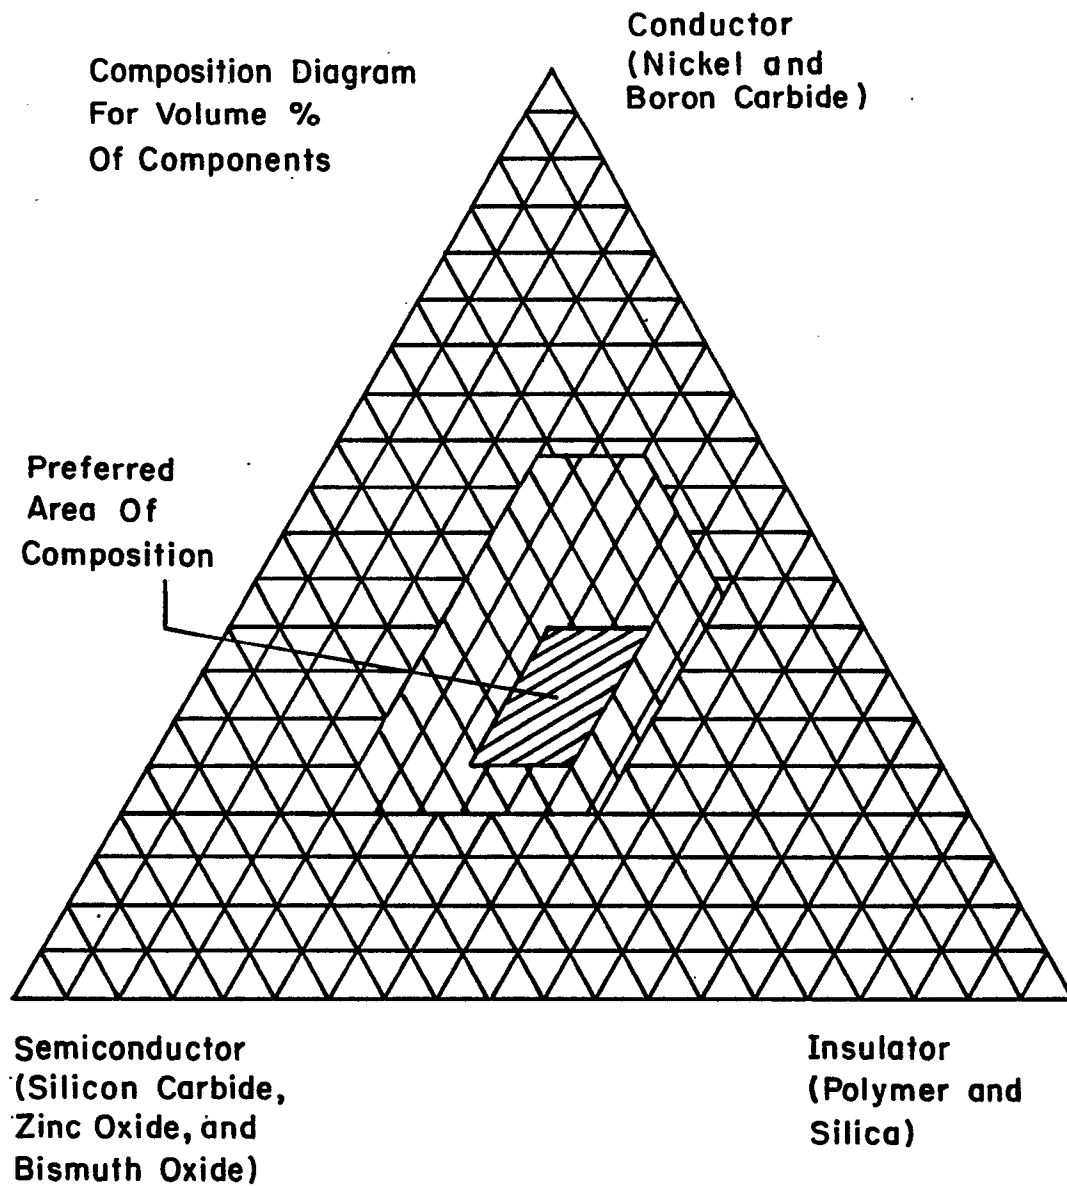 Composition Diagram
For Volume %
Of Components
Conductor
(Nickel and
Boron Carbide)
Preferred
Area Of
Composition
Semiconductor
(Silicon Carbide,
Zinc Oxide, and
Bismuth Oxide)
Insulator
(Polymer and
Silica)